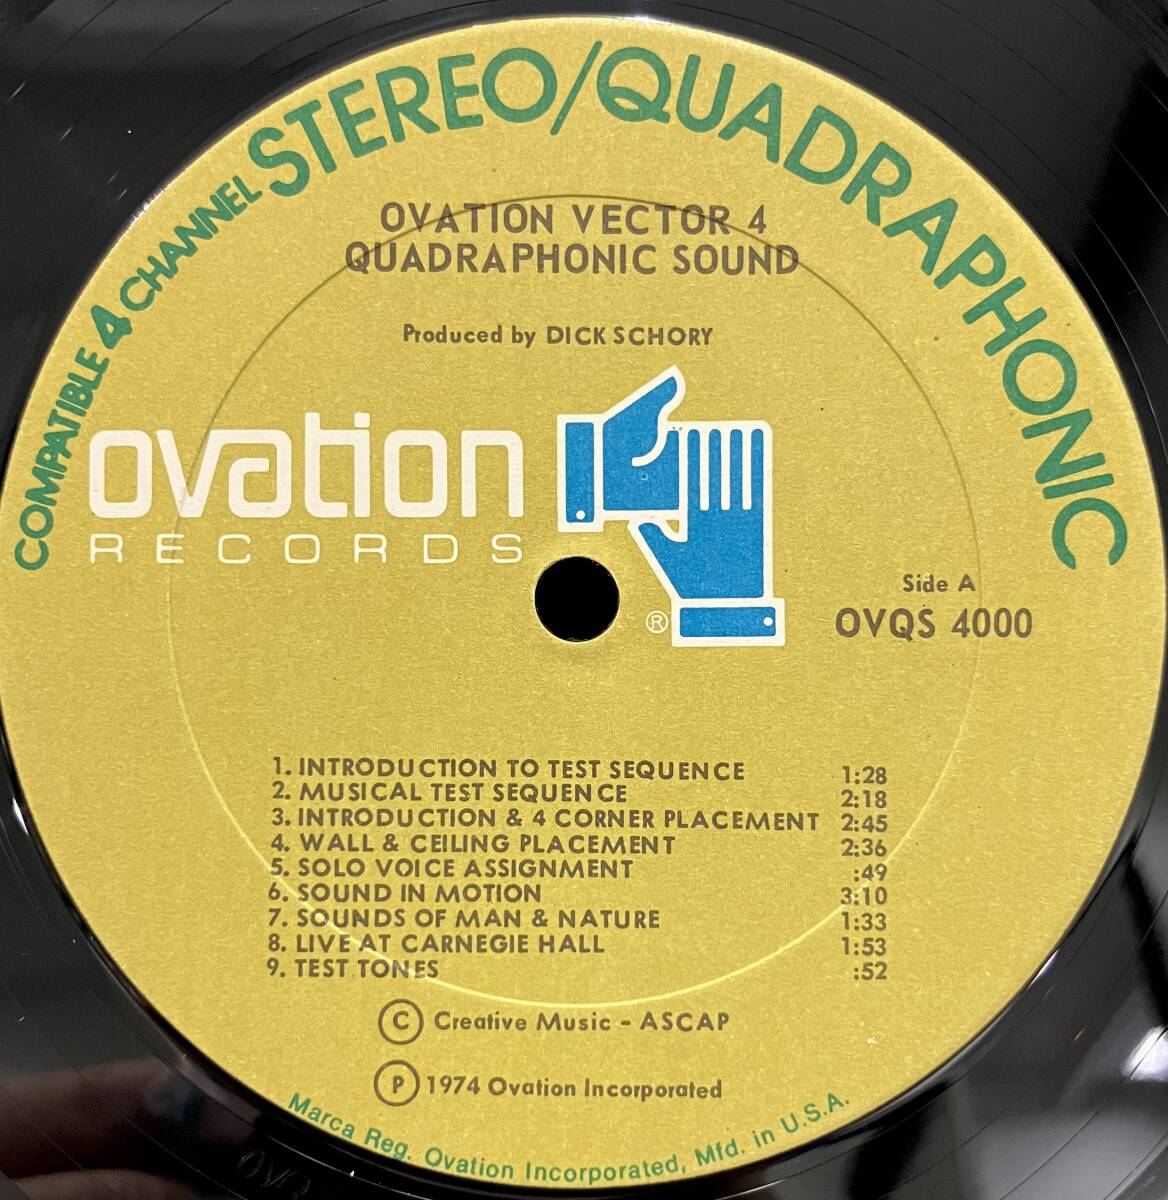 COMPATIBLE 4 CHANNEL STEREO/QUADRAPHONIC
OVATION VECTOR 4
QUADRAPHONIC SOUND
Produced by DICK SCHORY
ovation
RECORDS
®
Side A
OVQS 4000
1. INTRODUCTION TO TEST SEQUENCE 1:28
2. MUSICAL TEST SEQUENCE 2:18
3. INTRODUCTION & 4 CORNER PLACEMENT 2:45
4. WALL & CEILING PLACEMENT 2:36
5. SOLO VOICE ASSIGNMENT :49
6. SOUND IN MOTION 3:10
7. SOUNDS OF MAN & NATURE 1:33
8. LIVE AT CARNEGIE HALL 1:53
9. TEST TONES :52
© Creative Music - ASCAP
℗ 1974 Ovation Incorporated
Marca Reg. Ovation Incorporated, Mfd. in U.S.A.